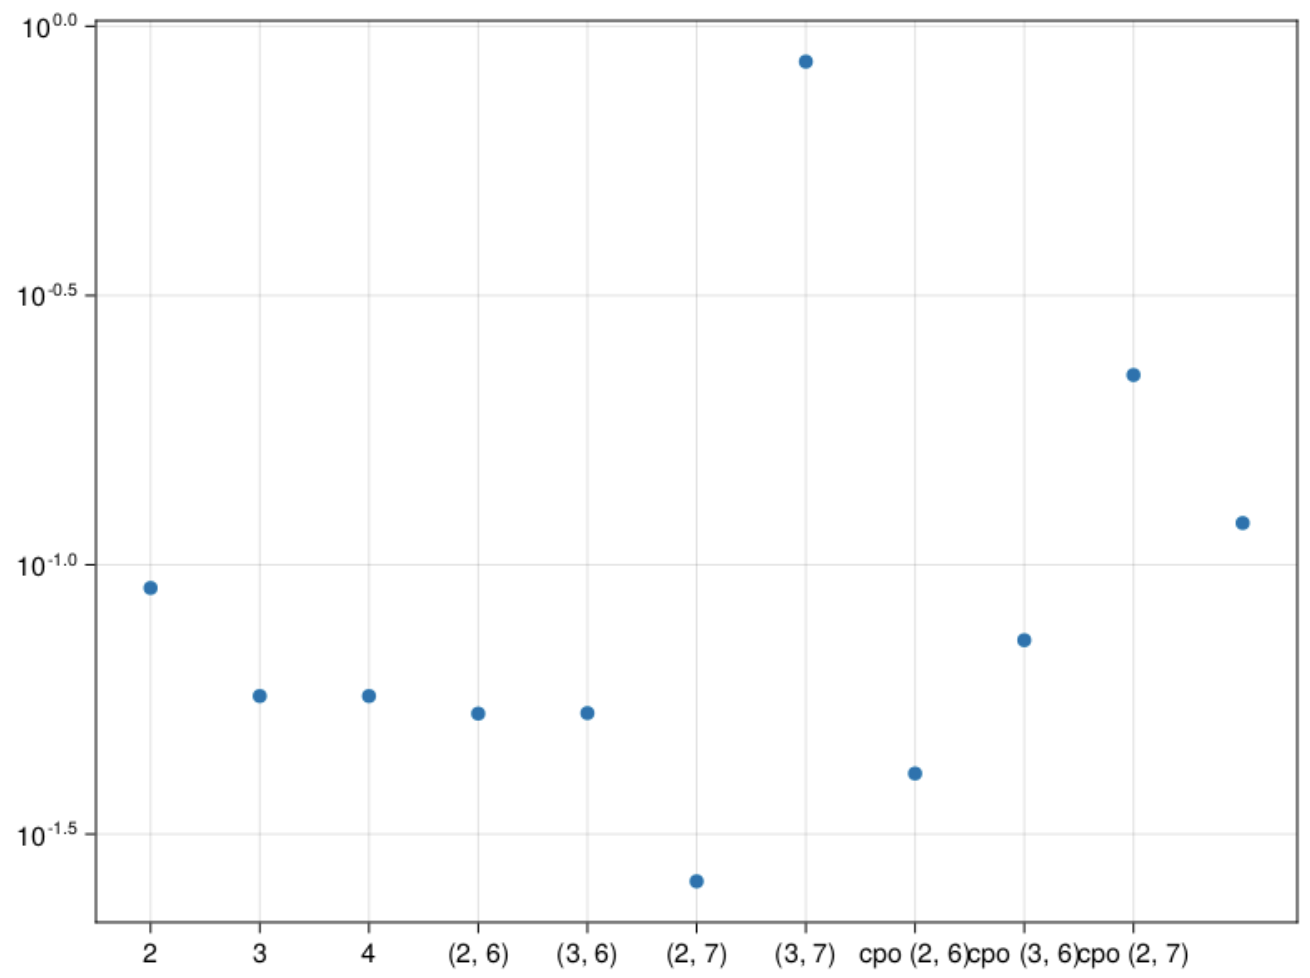 10^0.0
10^-0.5
10^-1.0
10^-1.5
2 3 4 (2, 6) (3, 6) (2, 7) (3, 7) cpo (2, 6) cpo (3, 6) cpo (2, 7)